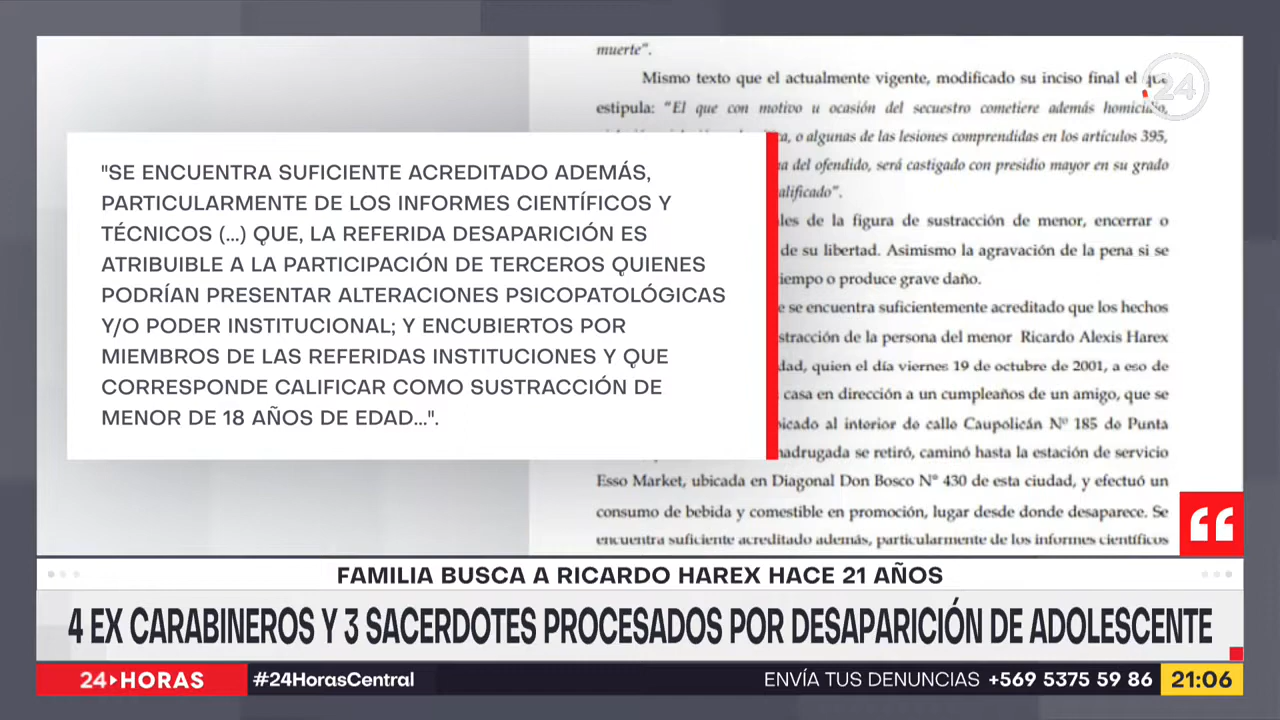 muerte".
Mismo texto que el actualmente vigente, modificado su inciso final el que
estipula: "El que con motivo u ocasión del secuestro cometiere además homicidio,
o algunas de las lesiones comprendidas en los artículos 395,
del ofendido, será castigado con presidio mayor en su grado
de la figura de sustracción de menor, encerrar o
de su libertad. Asimismo la agravación de la pena si se
o produce grave daño.
se encuentra suficientemente acreditado que los hechos
de la persona del menor Ricardo Alexis Harex
quien el día viernes 19 de octubre de 2001, a eso de
casa en dirección a un cumpleaños de un amigo, que se
al interior de calle Caupolicán Nº 185 de Punta
se retiró, caminó hasta la estación de servicio
Esso Market, ubicada en Diagonal Don Bosco N° 430 de esta ciudad, y efectuó un
consumo de bebida y comestible en promoción, lugar desde donde desaparece. Se
encuentra suficiente acreditado además, particularmente de los informes científicos
24
"SE ENCUENTRA SUFICIENTE ACREDITADO ADEMÁS,
PARTICULARMENTE DE LOS INFORMES CIENTÍFICOS Y
TÉCNICOS (...) QUE, LA REFERIDA DESAPARICIÓN ES
ATRIBUIBLE A LA PARTICIPACIÓN DE TERCEROS QUIENES
PODRÍAN PRESENTAR ALTERACIONES PSICOPATOLÓGICAS
Y/O PODER INSTITUCIONAL; Y ENCUBIERTOS POR
MIEMBROS DE LAS REFERIDAS INSTITUCIONES Y QUE
CORRESPONDE CALIFICAR COMO SUSTRACCIÓN DE
MENOR DE 18 AÑOS DE EDAD...".
FAMILIA BUSCA A RICARDO HAREX HACE 21 AÑOS
4 EX CARABINEROS Y 3 SACERDOTES PROCESADOS POR DESAPARICIÓN DE ADOLESCENTE
24 HORAS #24HorasCentral ENVÍA TUS DENUNCIAS +569 5375 59 86 21:06